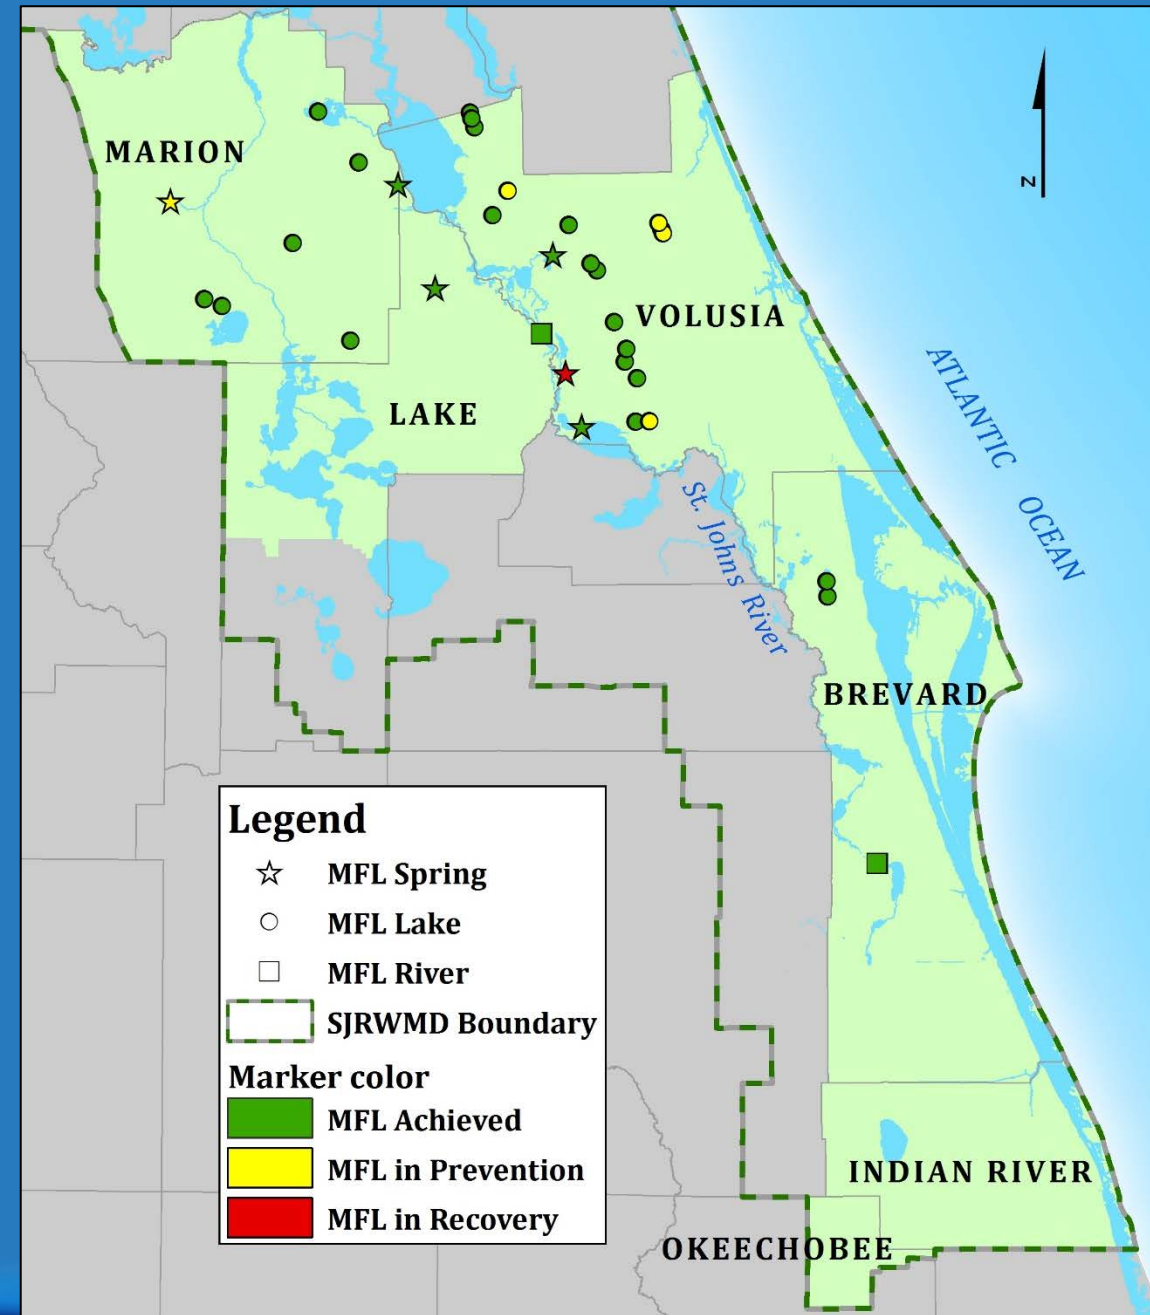 MARION
N
VOLUSIA
LAKE
ATLANTIC OCEAN
St. Johns River
BREVARD
Legend
MFL Spring
MFL Lake
MFL River
SJRWMD Boundary
Marker color
MFL Achieved
MFL in Prevention
MFL in Recovery
INDIAN RIVER
OKEECHOBEE